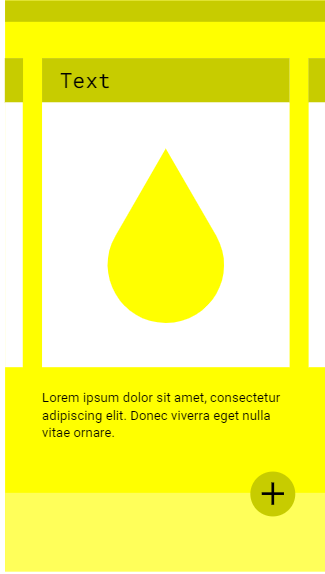 Text
Lorem ipsum dolor sit amet, consectetur
adipiscing elit. Donec viverra eget nulla
vitae ornare.